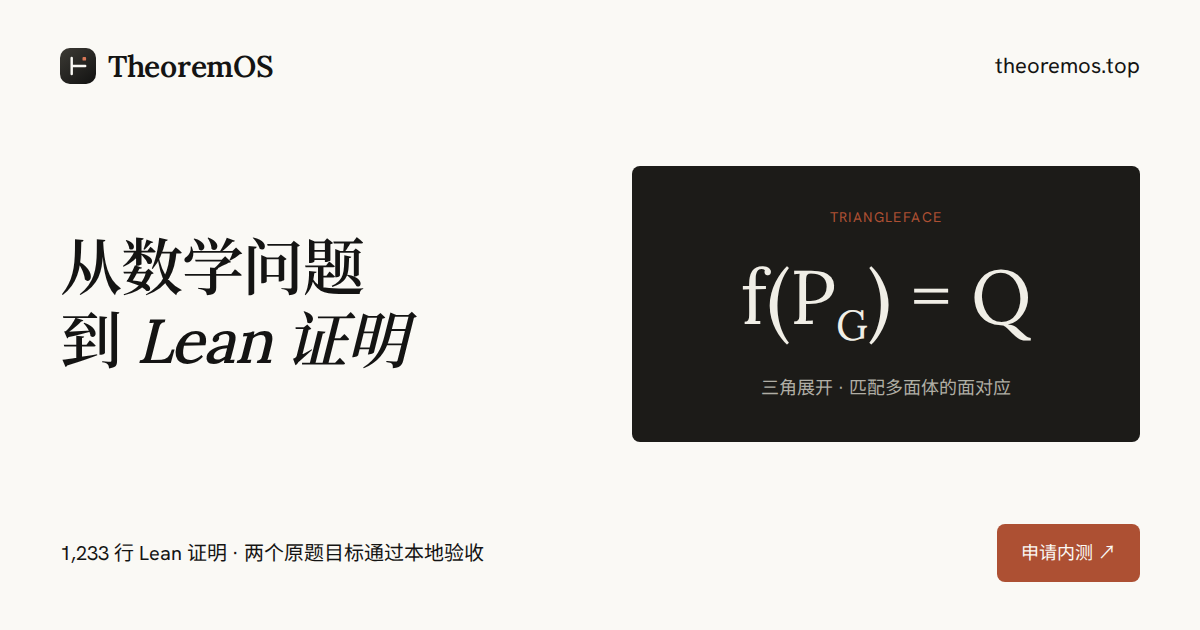 TheoremOS
theoremos.top
从数学问题
到 Lean 证明
TRIANGLEFACE
f(P_G) = Q
三角展开 · 匹配多面体的面对应
1,233 行 Lean 证明 · 两个原题目标通过本地验收
申请内测 ↗